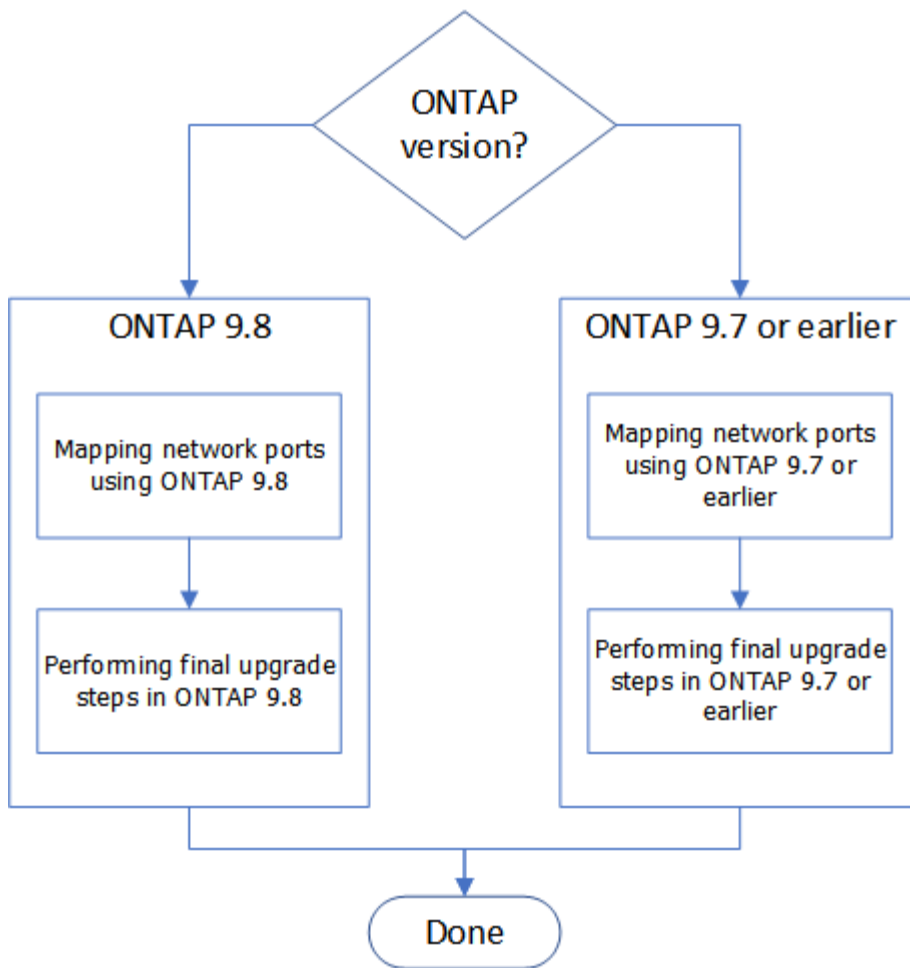 ONTAP
version?
ONTAP 9.8
Mapping network ports
using ONTAP 9.8
Performing final upgrade
steps in ONTAP 9.8
ONTAP 9.7 or earlier
Mapping network ports
using ONTAP 9.7 or
earlier
Performing final upgrade
steps in ONTAP 9.7 or
earlier
Done